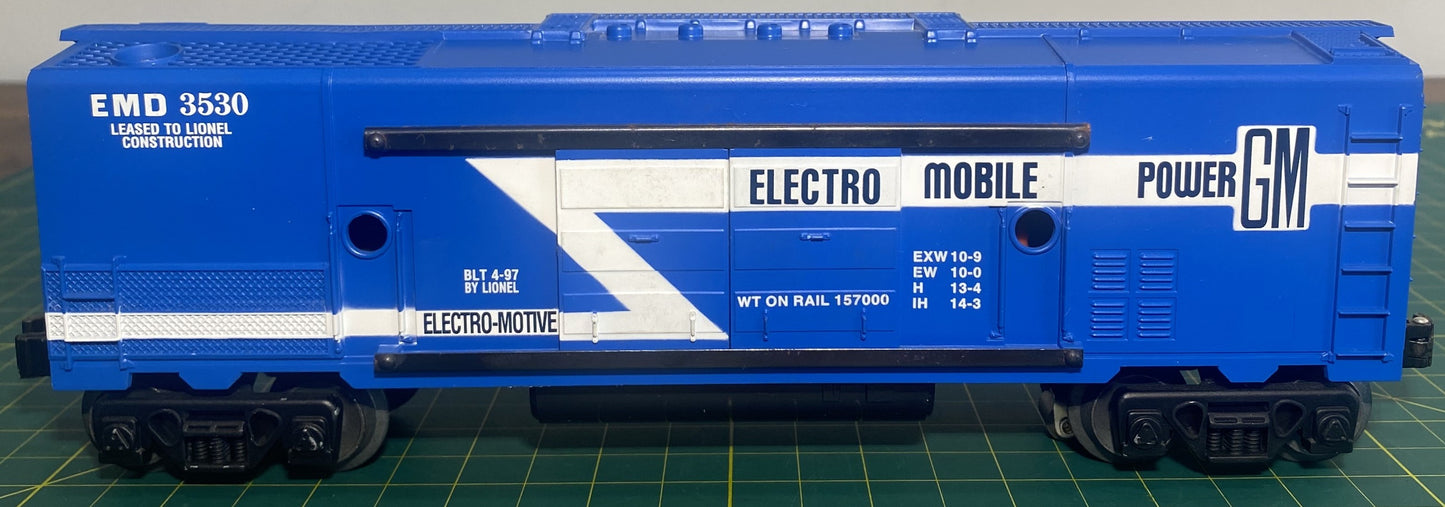 EMD 3530
LEASED TO LIONEL
CONSTRUCTION
ELECTRO MOBILE POWER GM
BLT 4-97
BY LIONEL
ELECTRO-MOTIVE
WT ON RAIL 157000
EXW 10-9
EW 10-0
H 13-4
IH 14-3